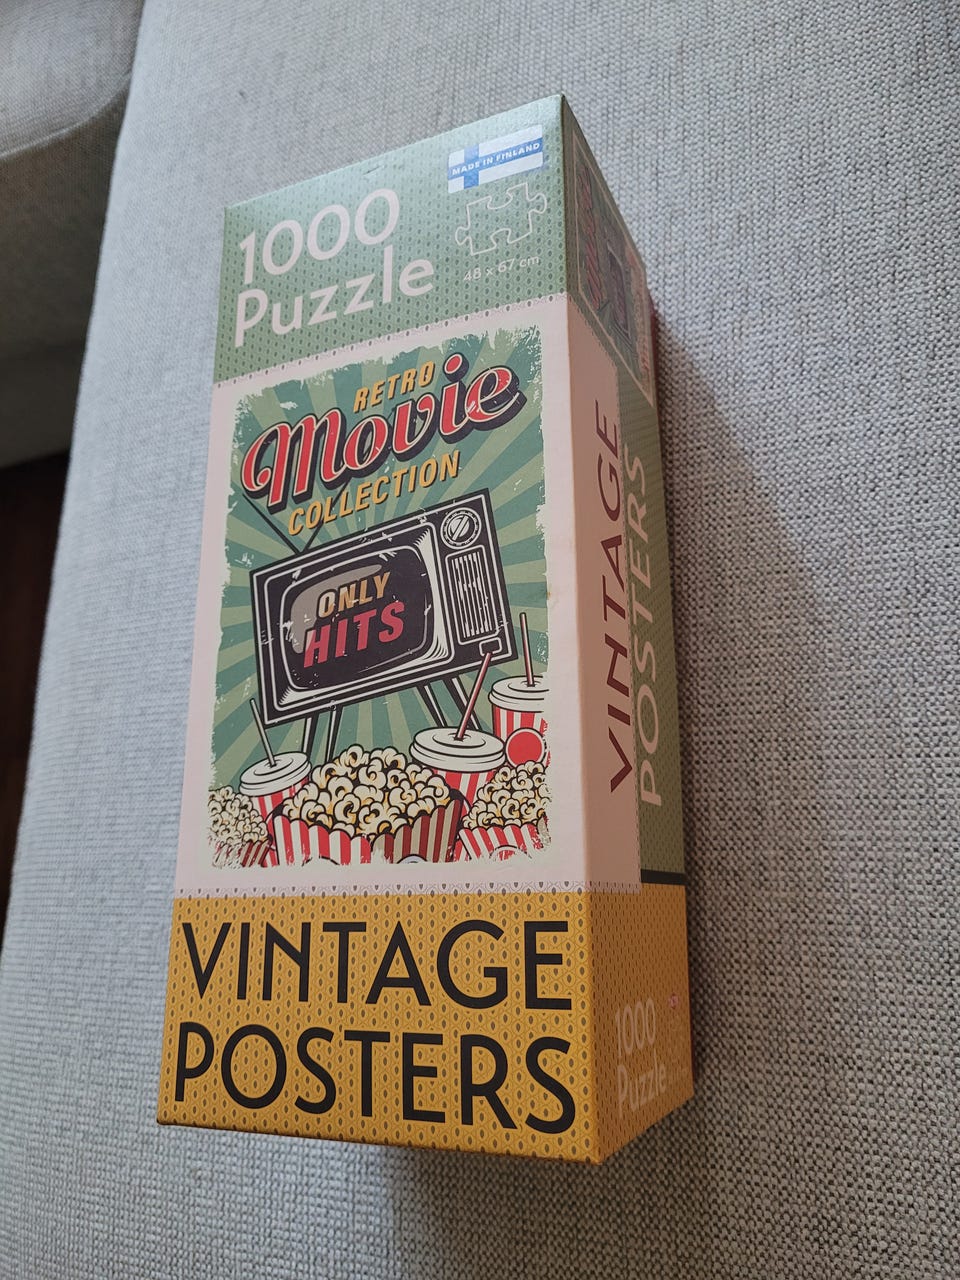 MADE IN FINLAND
1000
Puzzle
48 x 67 cm
RETRO
Movie
COLLECTION
ONLY
HITS
VINTAGE
POSTERS
VINTAGE
POSTERS
1000
Puzzle